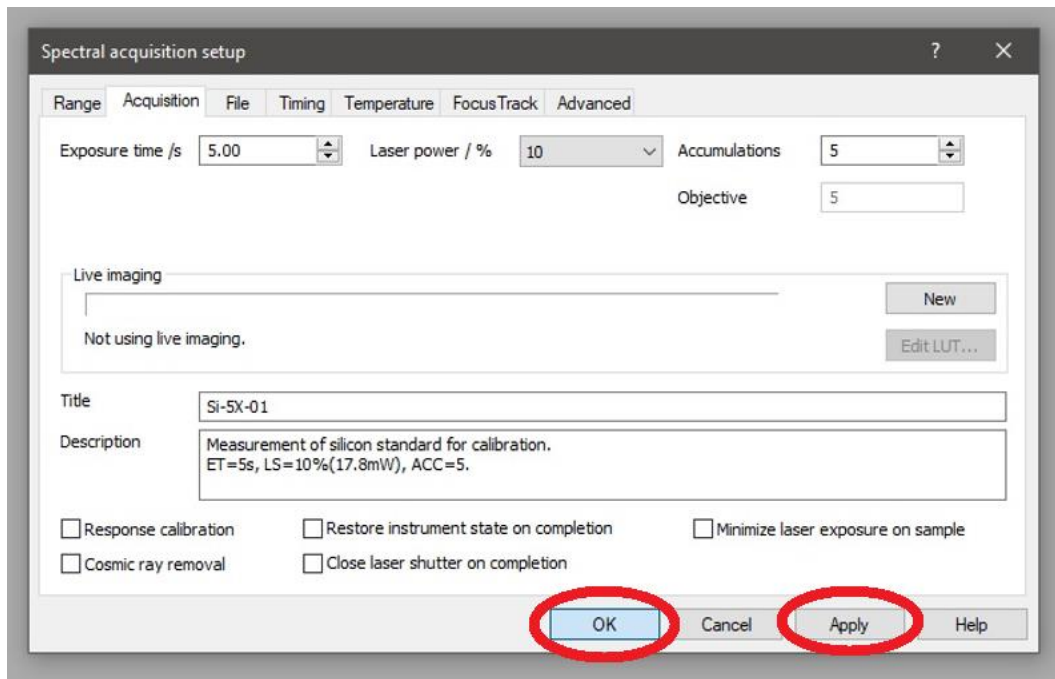 Spectral acquisition setup ? ×
Range Acquisition File Timing Temperature FocusTrack Advanced
Exposure time /s 5.00 Laser power / % 10 Accumulations 5
Objective 5
Live imaging
New
Not using live imaging.
Edit LUT...
Title Si-5X-01
Description Measurement of silicon standard for calibration.
ET=5s, LS=10%(17.8mW), ACC=5.
Response calibration Restore instrument state on completion Minimize laser exposure on sample
Cosmic ray removal Close laser shutter on completion
OK Cancel Apply Help